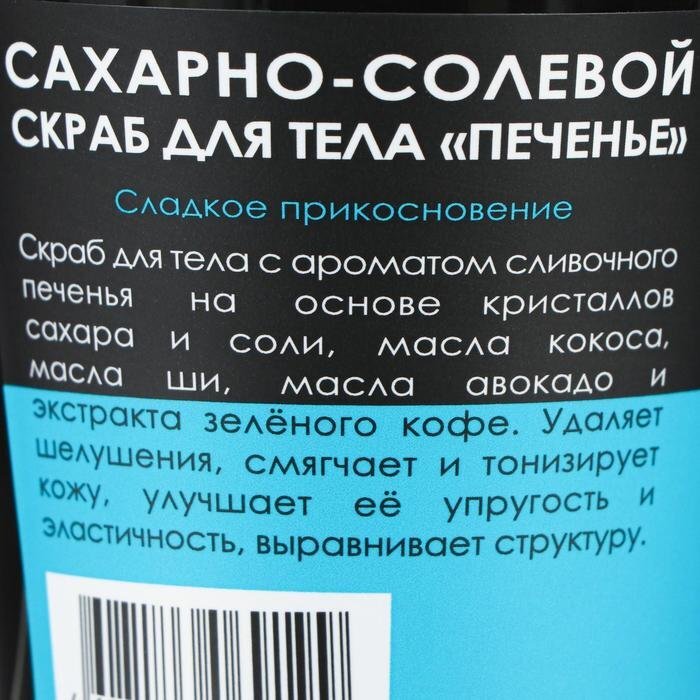 САХАРНО-СОЛЕВОЙ
СКРАБ ДЛЯ ТЕЛА «ПЕЧЕНЬЕ»
Сладкое прикосновение
Скраб для тела с ароматом сливочного
печенья на основе кристаллов
сахара и соли, масла кокоса,
масла ши, масла авокадо и
экстракта зелёного кофе. Удаляет
шелушения, смягчает и тонизирует
кожу, улучшает её упругость и
эластичность, выравнивает структуру.